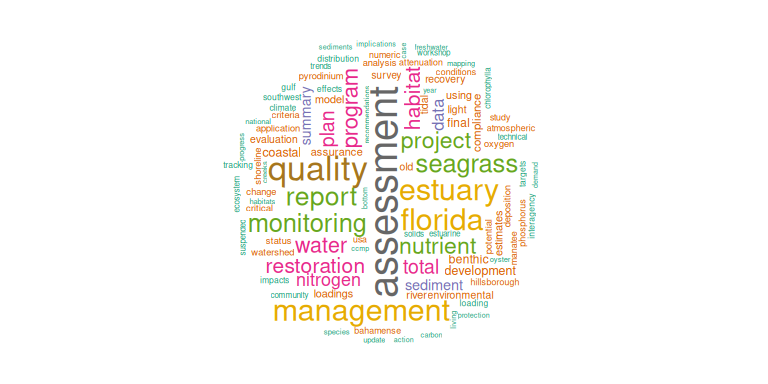 sediments
implications
case
freshwater
workshop
distribution
numeric
trends
analysis
attenuation
mapping
pyrodinium
survey
conditions
recovery
gulf
effects
year
chlorophylla
southwest
model
using
climate
summary
program
recommendations
habitat
tidal
data
light
criteria
plan
final
compliance
study
national
application
atmospheric
technical
evaluation
project
oxygen
progress
coastal
assurance
assessment
tracking
shoreline
quality
old
seagrass
targets
demand
ecosystem
change
report
bottom
estuary
habitats
critical
florida
deposition
interagency
suspended
monitoring
solids
estuarine
potential
estimates
phosphorus
manatee
status
water
usa
ccmp
nutrient
watershed
restoration
total
benthic
oyster
development
impacts
nitrogen
sediment
hillsborough
community
loadings
riverenvironmental
loading
management
living
protection
species
bahamense
carbon
update
action